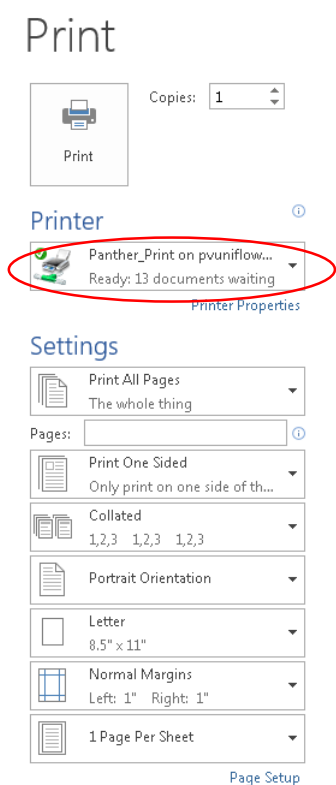 Print
Copies: 1
Print
Printer
Panther_Print on pvuniflow...
Ready: 13 documents waiting
Printer Properties
Settings
Print All Pages
The whole thing
Pages:
Print One Sided
Only print on one side of th...
Collated
1,2,3 1,2,3 1,2,3
Portrait Orientation
Letter
8.5" x 11"
Normal Margins
Left: 1" Right: 1"
1 Page Per Sheet
Page Setup